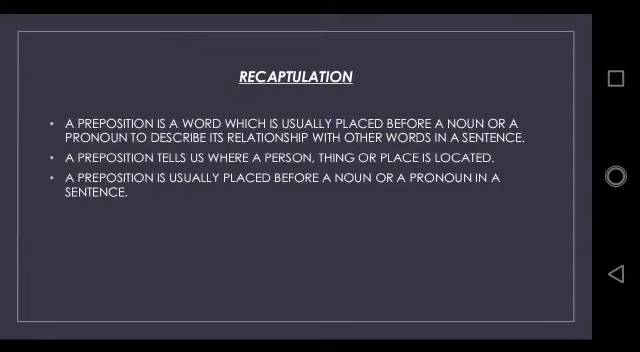 RECAPTULATION
• A PREPOSITION IS A WORD WHICH IS USUALLY PLACED BEFORE A NOUN OR A
PRONOUN TO DESCRIBE ITS RELATIONSHIP WITH OTHER WORDS IN A SENTENCE.
• A PREPOSITION TELLS US WHERE A PERSON, THING OR PLACE IS LOCATED.
• A PREPOSITION IS USUALLY PLACED BEFORE A NOUN OR A PRONOUN IN A
SENTENCE.